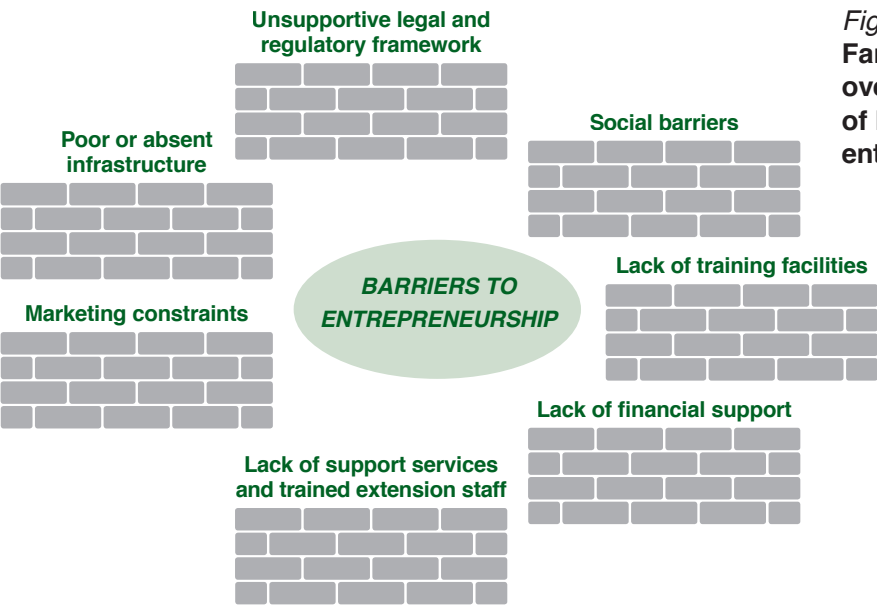 Unsupportive legal and
regulatory framework
Poor or absent
infrastructure
Social barriers
BARRIERS TO
ENTREPRENEURSHIP
Lack of training facilities
Marketing constraints
Lack of financial support
Lack of support services
and trained extension staff
of